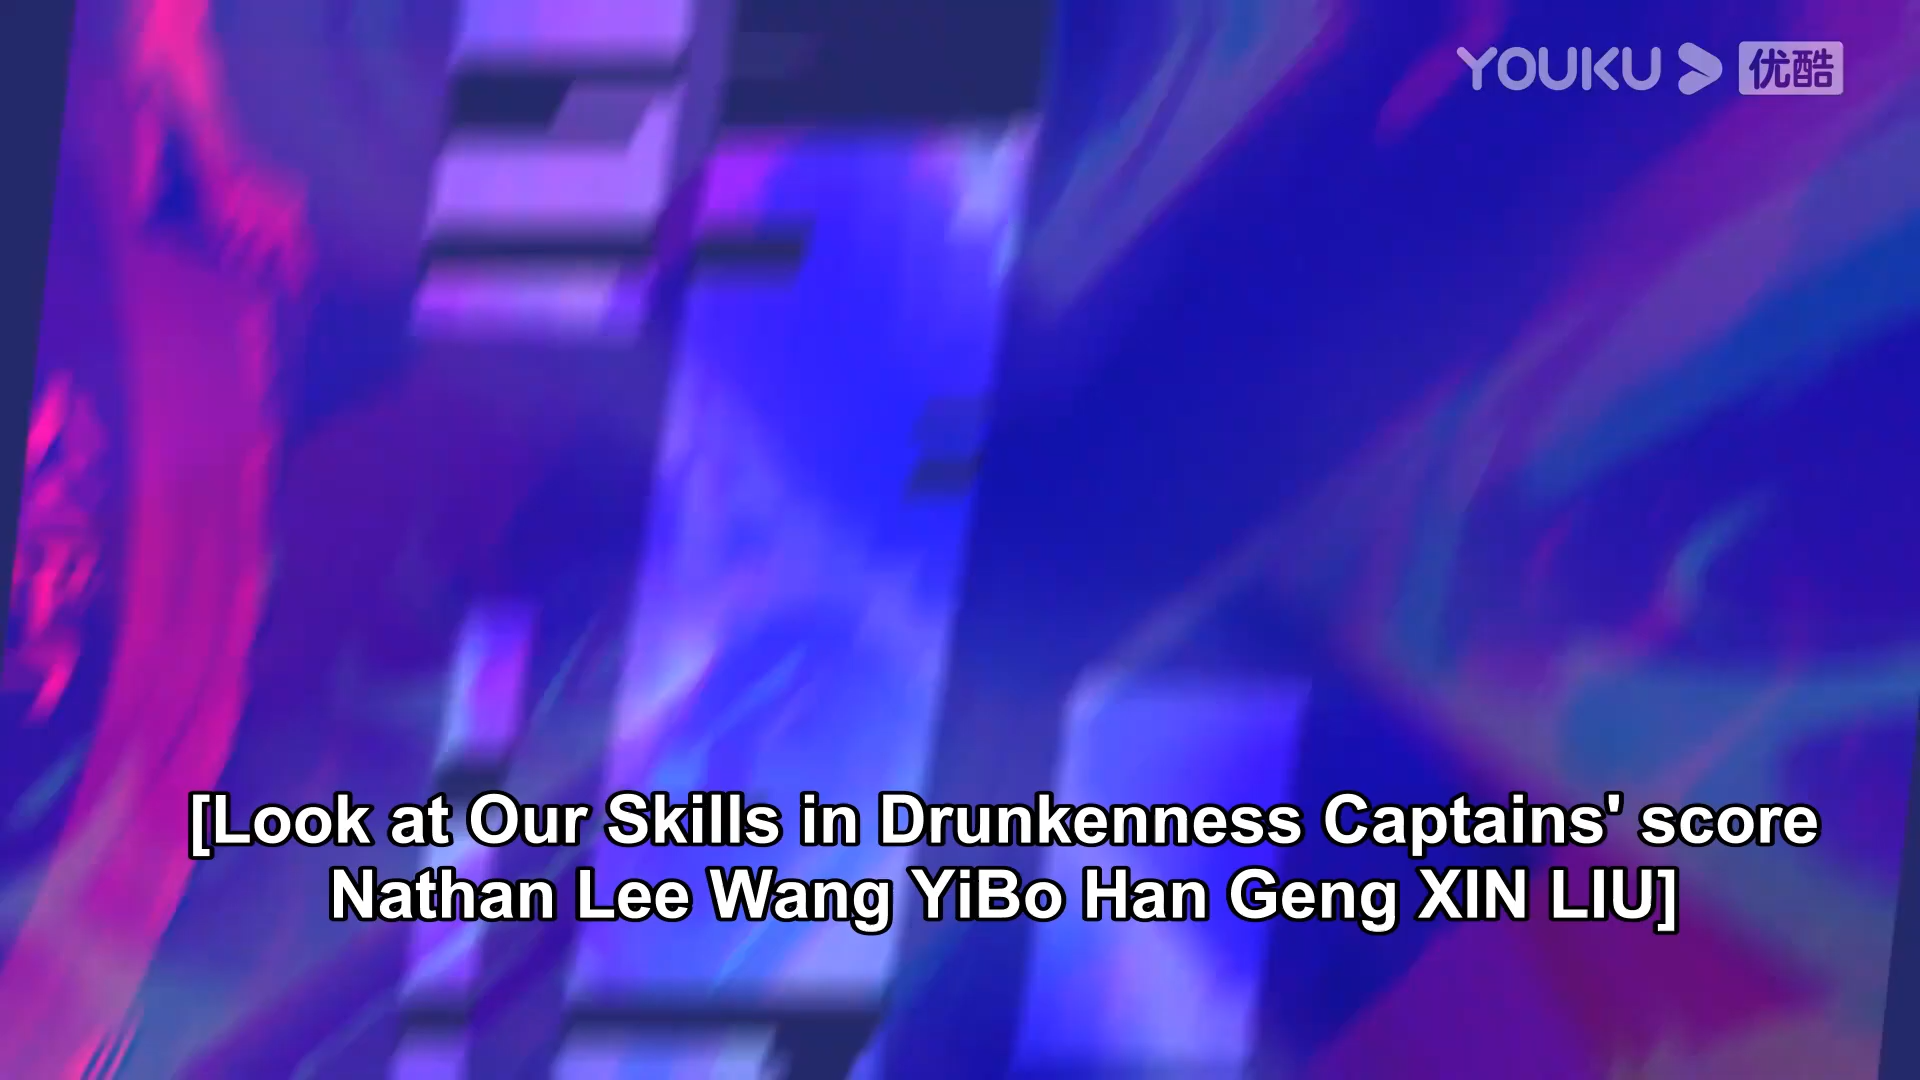 YOUKU 优酷
[Look at Our Skills in Drunkenness Captains' score
Nathan Lee Wang YiBo Han Geng XIN LIU]